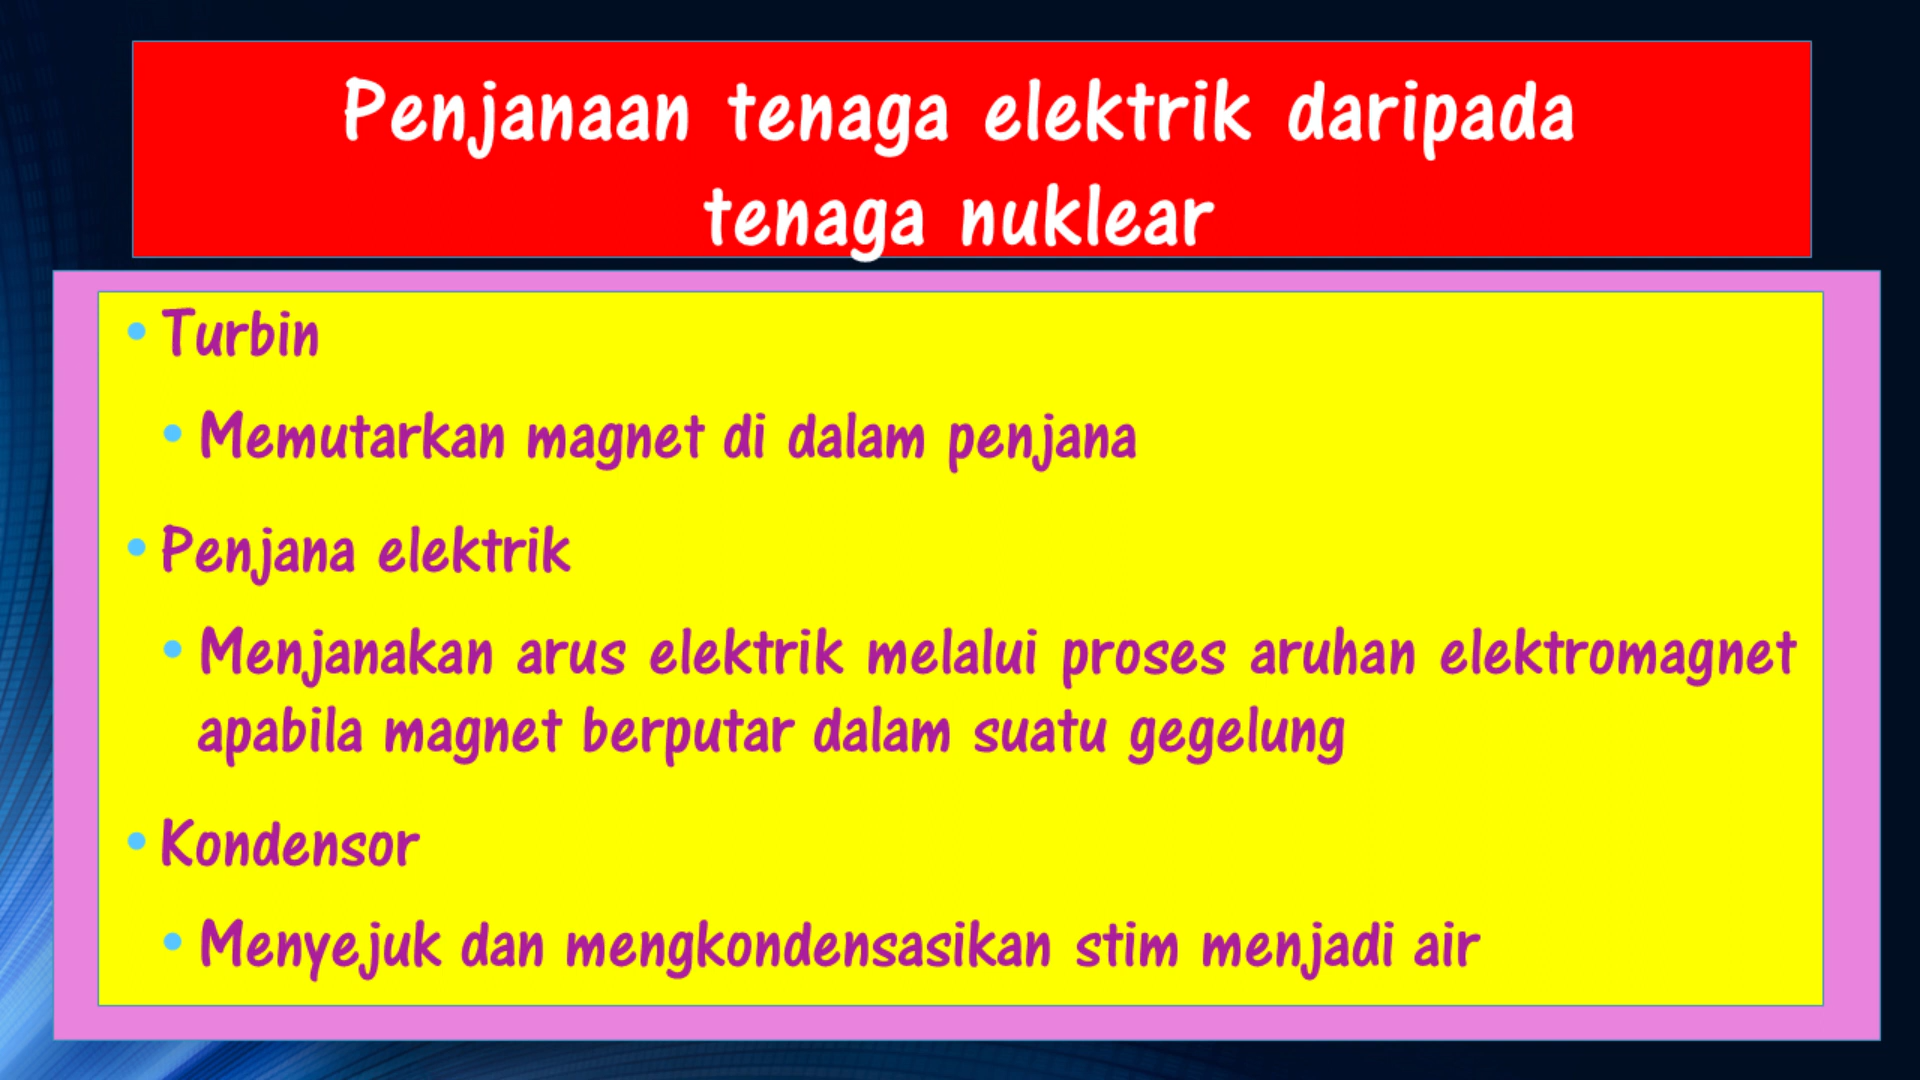 Penjanaan tenaga elektrik daripada
tenaga nuklear
• Turbin
• Memutarkan magnet di dalam penjana
• Penjana elektrik
• Menjanakan arus elektrik melalui proses aruhan elektromagnet
apabila magnet berputar dalam suatu gegelung
• Kondensor
• Menyejuk dan mengkondensasikan stim menjadi air